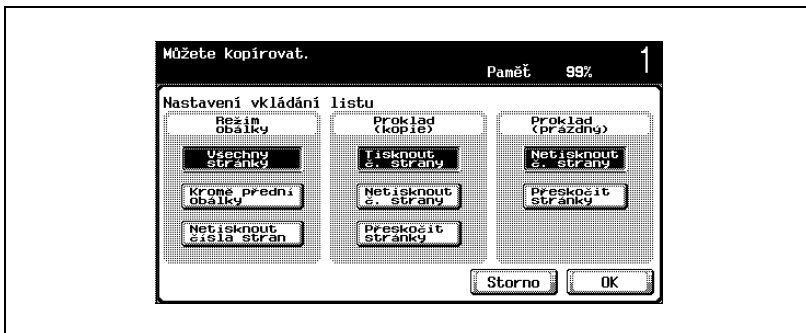 Můžete kopírovat.
Paměť 99% 1
Nastavení vkládání listu
Režim
obálky
Všechny
stránky
Kromě přední
obálky
Netisknout
čísla stran
Proklad
(kopie)
Tisknout
č. strany
Netisknout
č. strany
Přeskočit
stránky
Proklad
(prázdný)
Netisknout
č. strany
Přeskočit
stránky
Storno OK